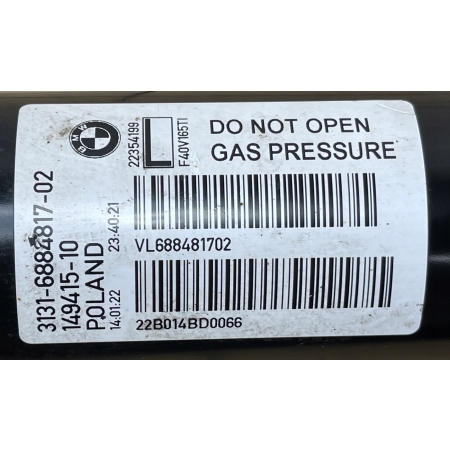 BMW
3131-6884817-02
149415-10
POLAND
14:01:22 23:40:21
22354199
L
F40V165TI
DO NOT OPEN
GAS PRESSURE
VL688481702
22B014BD0066